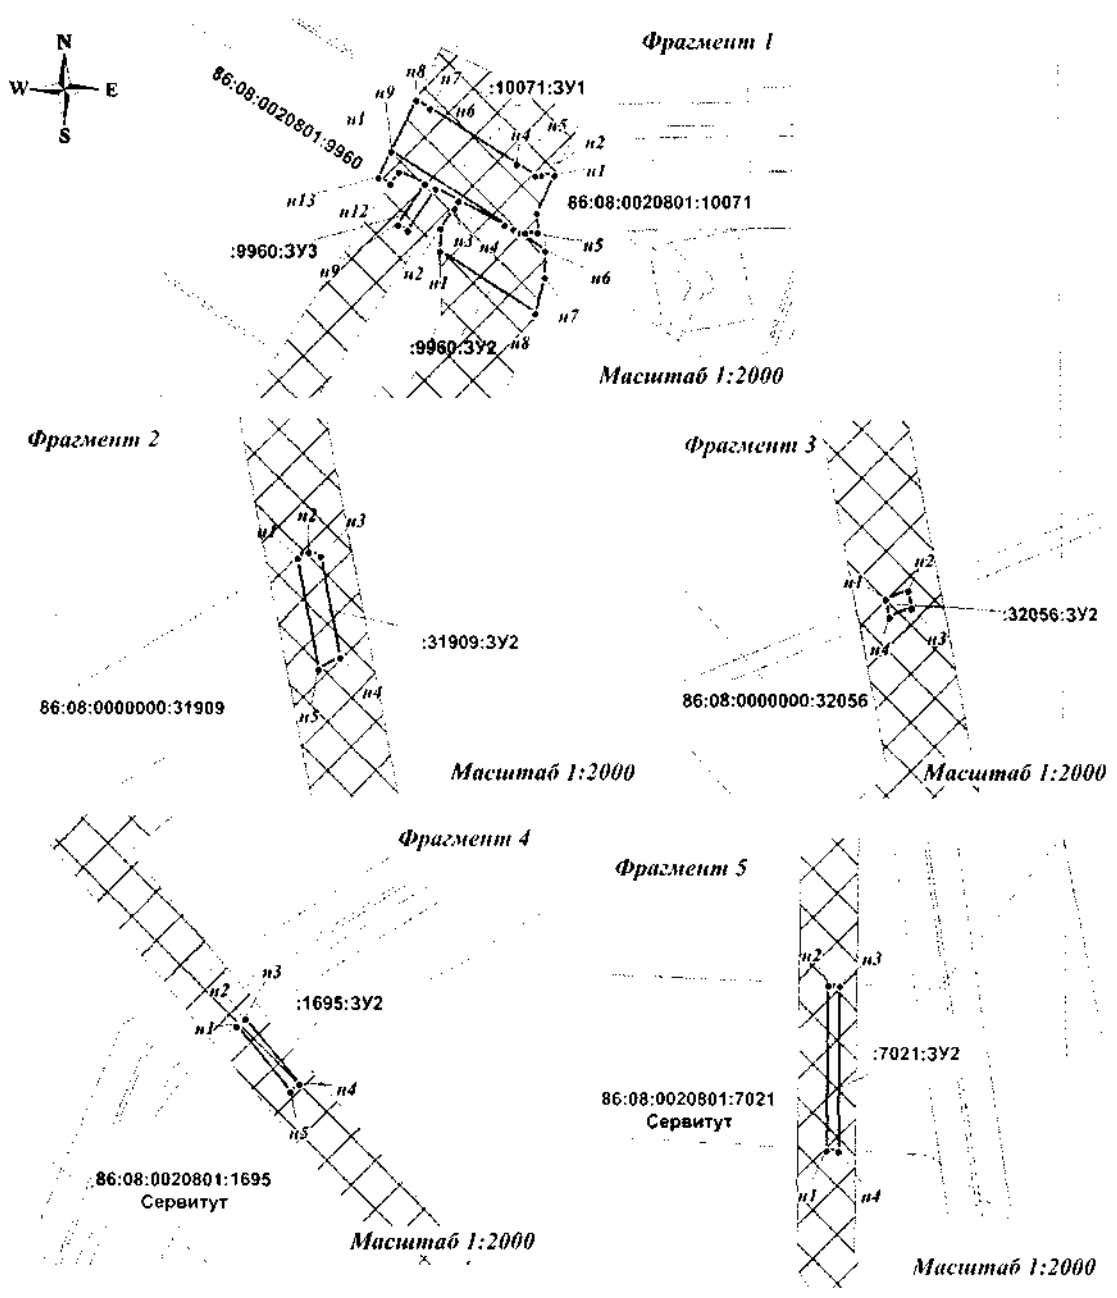 N
W E
S
Фрагмент 1
86:08:0020801:9960
:10071:ЗУ1
н8
н7
н9
н6
н1
н5
н4
н2
н1
н13
н12
86:08:0020801:10071
:9960:ЗУ3
н3
н4
н5
н9
н2
н1
н6
н7
:9960:ЗУ2
н8
Масштаб 1:2000
Фрагмент 2
н1
н2
н3
:31909:ЗУ2
86:08:0000000:31909
н4
н5
Масштаб 1:2000
Фрагмент 3
н1
н2
:32056:ЗУ2
н4
н3
86:08:0000000:32056
Масштаб 1:2000
Фрагмент 4
н3
н2
:1695:ЗУ2
н1
н4
н5
86:08:0020801:1695
Сервитут
Масштаб 1:2000
Фрагмент 5
н2
н3
:7021:ЗУ2
86:08:0020801:7021
Сервитут
н1
н4
Масштаб 1:2000